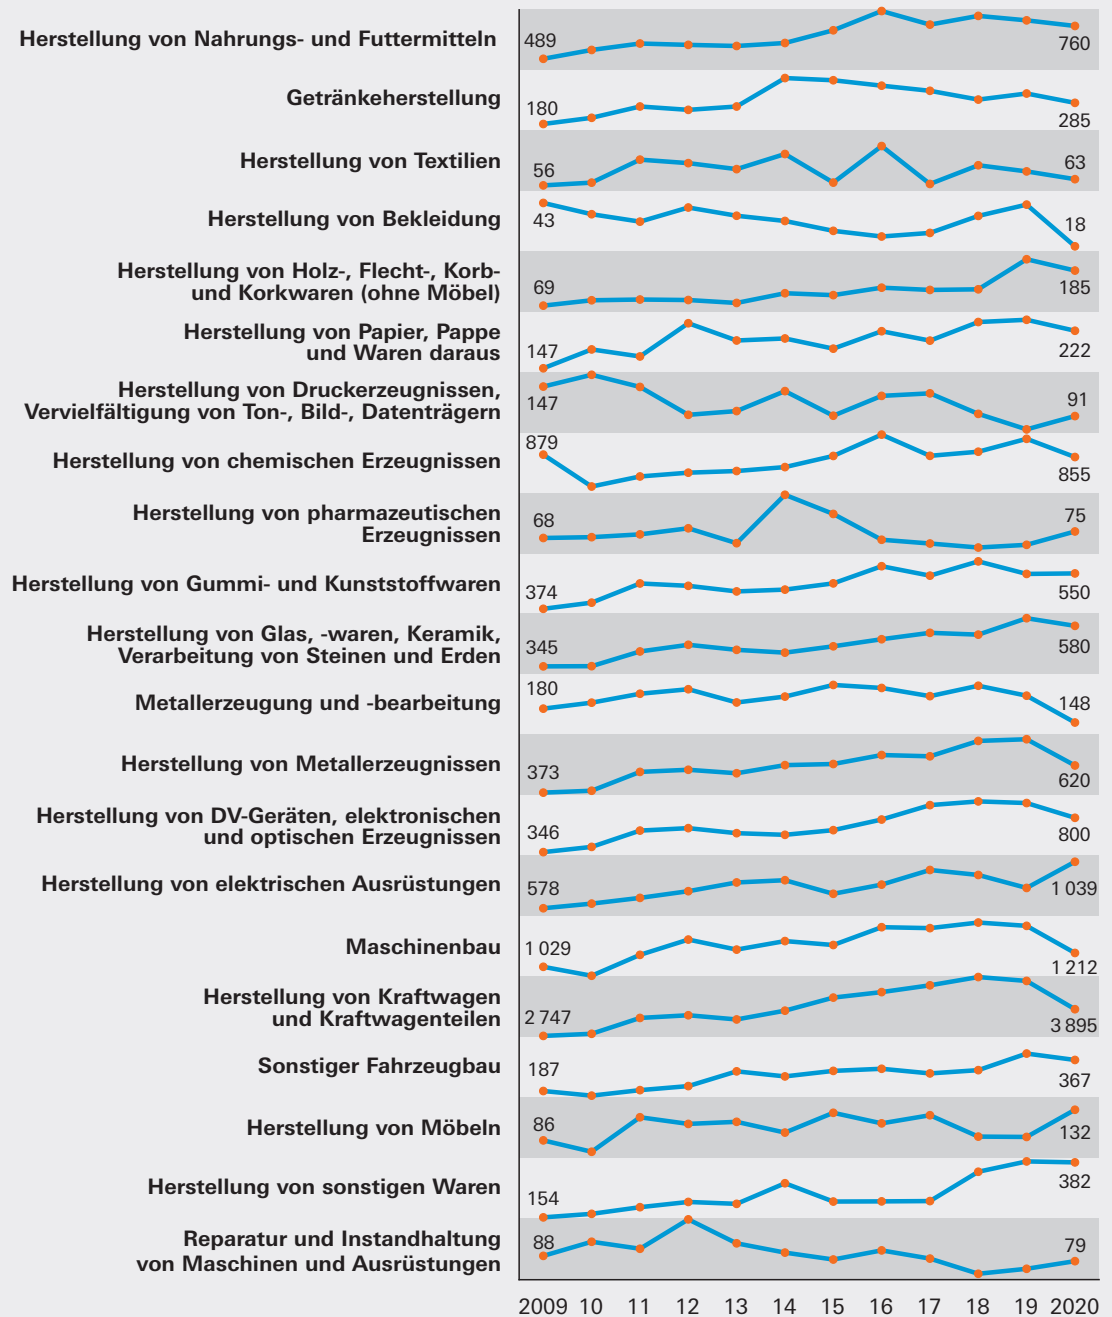 Herstellung von Nahrungs- und Futtermitteln
489
760
Getränkeherstellung
180
285
Herstellung von Textilien
56
63
Herstellung von Bekleidung
43
18
Herstellung von Holz-, Flecht-, Korb-
und Korkwaren (ohne Möbel)
69
185
Herstellung von Papier, Pappe
und Waren daraus
147
222
Herstellung von Druckerzeugnissen,
Vervielfältigung von Ton-, Bild-, Datenträgern
147
91
Herstellung von chemischen Erzeugnissen
879
855
Herstellung von pharmazeutischen
Erzeugnissen
68
75
Herstellung von Gummi- und Kunststoffwaren
374
550
Herstellung von Glas, -waren, Keramik,
Verarbeitung von Steinen und Erden
345
580
Metallerzeugung und -bearbeitung
180
148
Herstellung von Metallerzeugnissen
373
620
Herstellung von DV-Geräten, elektronischen
und optischen Erzeugnissen
346
800
Herstellung von elektrischen Ausrüstungen
578
1 039
Maschinenbau
1 029
1 212
Herstellung von Kraftwagen
und Kraftwagenteilen
2 747
3 895
Sonstiger Fahrzeugbau
187
367
Herstellung von Möbeln
86
132
Herstellung von sonstigen Waren
154
382
Reparatur und Instandhaltung
von Maschinen und Ausrüstungen
88
79
2009 10 11 12 13 14 15 16 17 18 19 2020